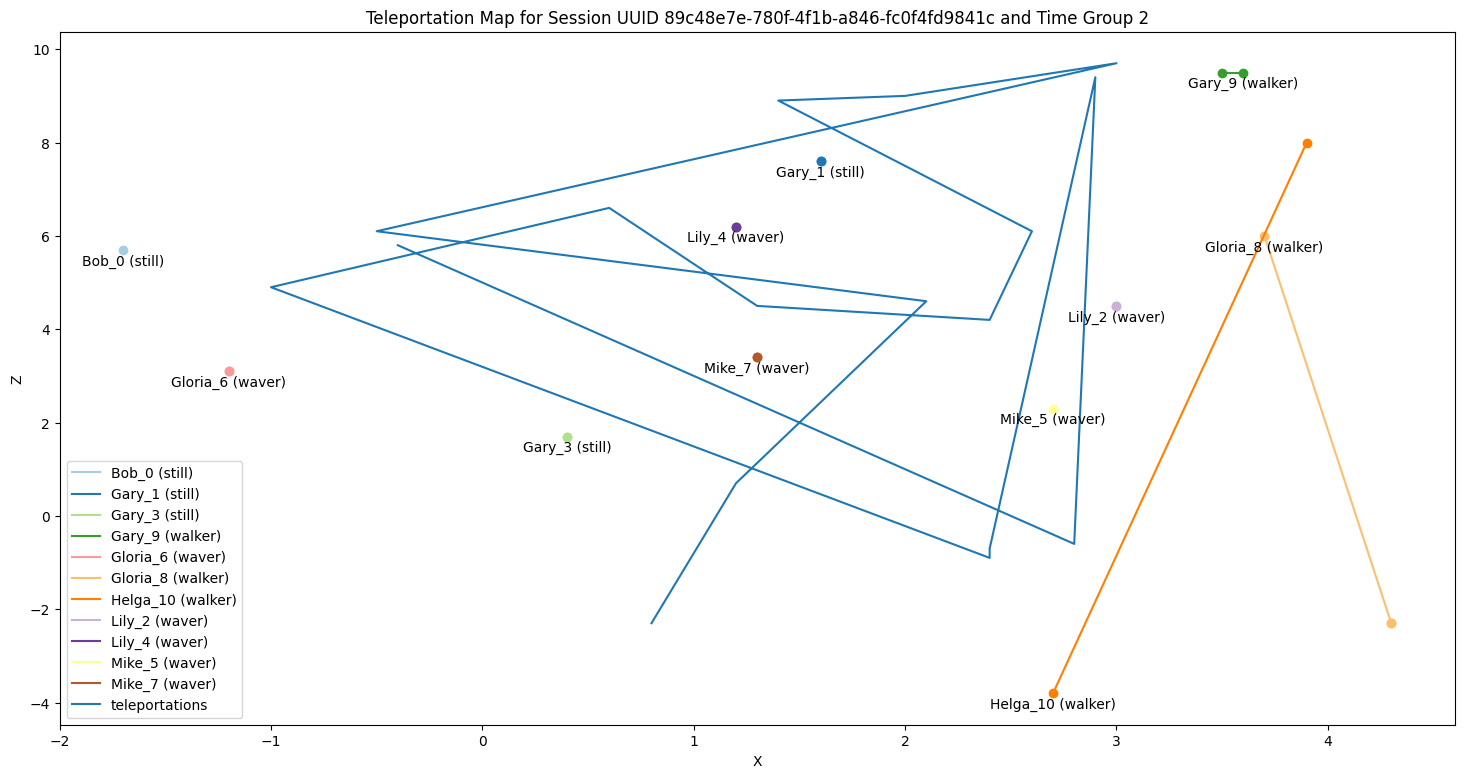 Teleportation Map for Session UUID 89c48e7e-780f-4f1b-a846-fc0f4fd9841c and Time Group 2
10
8
6
4
2
0
−2
−4
Z
Gary_9 (walker)
Gary_1 (still)
Lily_4 (waver)
Bob_0 (still)
Gloria_8 (walker)
Lily_2 (waver)
Mike_7 (waver)
Gloria_6 (waver)
Mike_5 (waver)
Gary_3 (still)
Helga_10 (walker)
Bob_0 (still)
Gary_1 (still)
Gary_3 (still)
Gary_9 (walker)
Gloria_6 (waver)
Gloria_8 (walker)
Helga_10 (walker)
Lily_2 (waver)
Lily_4 (waver)
Mike_5 (waver)
Mike_7 (waver)
teleportations
−2
−1
0
1
2
3
4
X